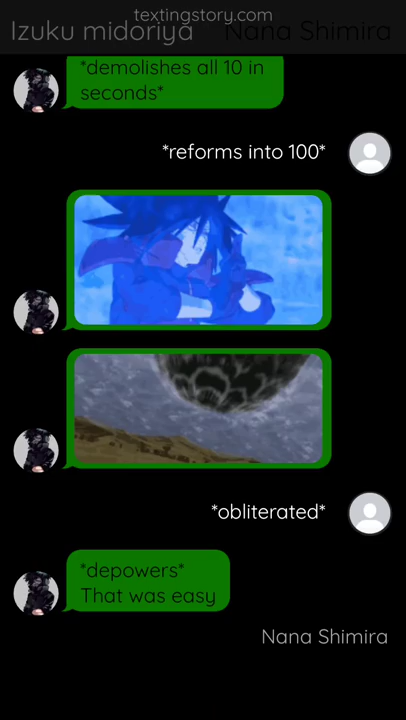 textingstory.com
Izuku midoriya
Nana Shimira
*demolishes all 10 in
seconds*
*reforms into 100*
*obliterated*
*depowers*
That was easy
Nana Shimira